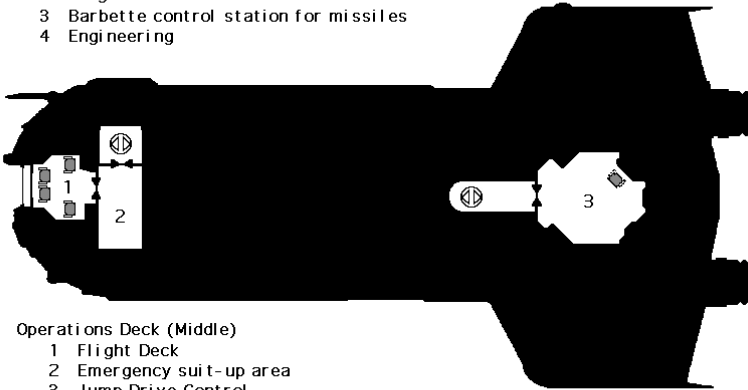 3 Barbette control station for missiles
4 Engineering
1
2
3
Operations Deck (Middle)
1 Flight Deck
2 Emergency suit-up area
3 Jump Drive Control